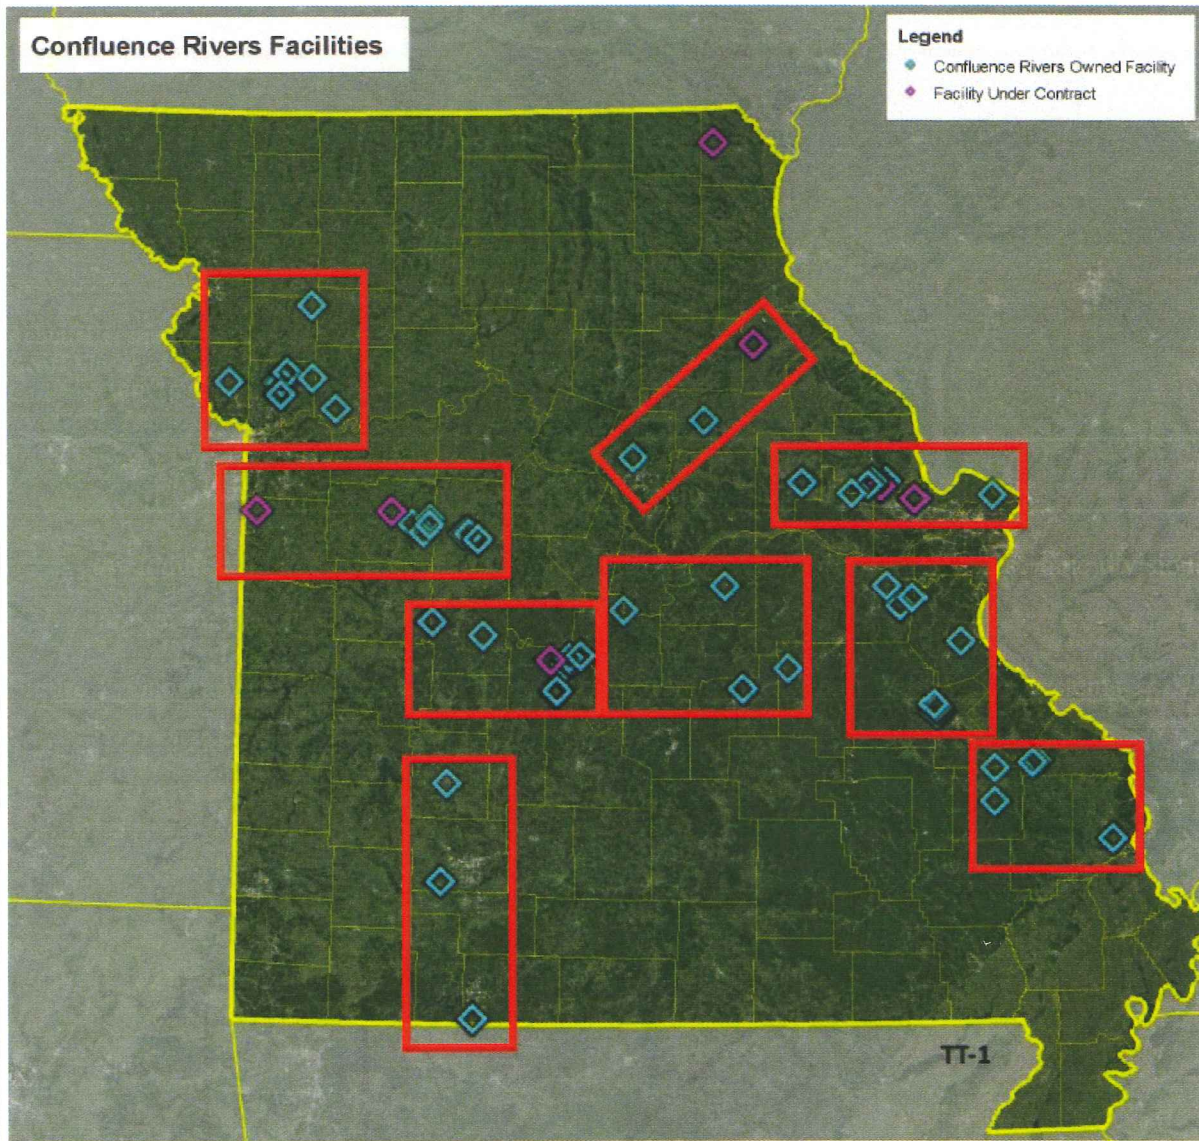 Confluence Rivers Facilities
Legend
Confluence Rivers Owned Facility
Facility Under Contract
TT-1